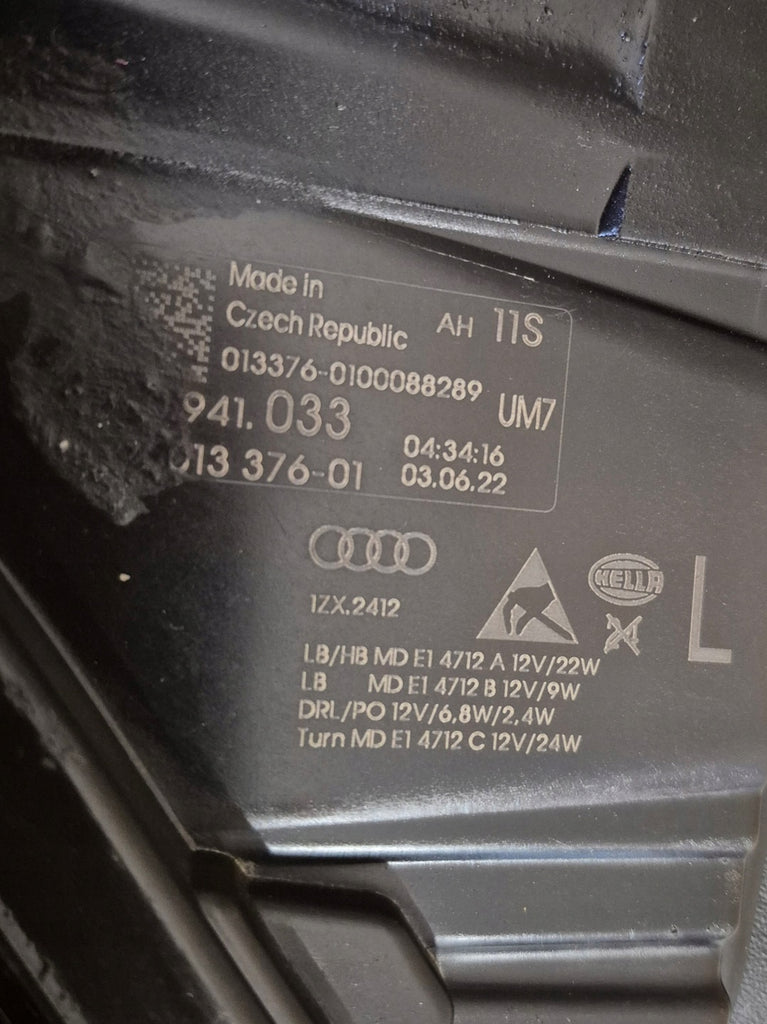 Made in
Czech Republic AH 11S
013376-0100088289
941.033 UM7
04:34:16
013 376-01 03.06.22
1ZX.2412
HELLA
L
LB/HB MD E1 4712 A 12V/22W
LB MD E1 4712 B 12V/9W
DRL/PO 12V/6,8W/2,4W
Turn MD E1 4712 C 12V/24W